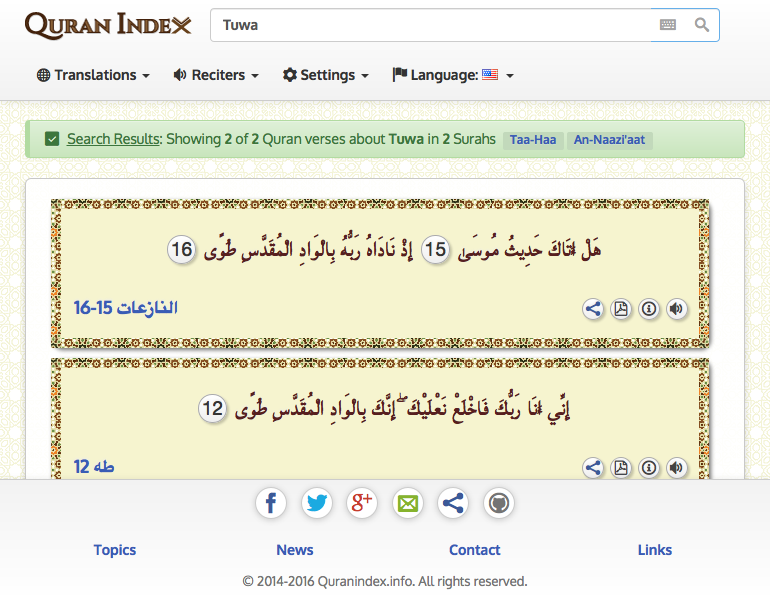 QURAN INDEX
Tuwa
Translations Reciters Settings Language:
Search Results: Showing 2 of 2 Quran verses about Tuwa in 2 Surahs Taa-Haa An-Naazi'aat
هَلْ أَتَاكَ حَدِيثُ مُوسَىٰ 15 إِذْ نَادَاهُ رَبُّهُ بِالْوَادِ الْمُقَدَّسِ طُوًى 16
النازعات 15-16
إِنِّي أَنَا رَبُّكَ فَاخْلَعْ نَعْلَيْكَ ۖ إِنَّكَ بِالْوَادِ الْمُقَدَّسِ طُوًى 12
طه 12
f g+
Topics News Contact Links
© 2014-2016 Quranindex.info. All rights reserved.